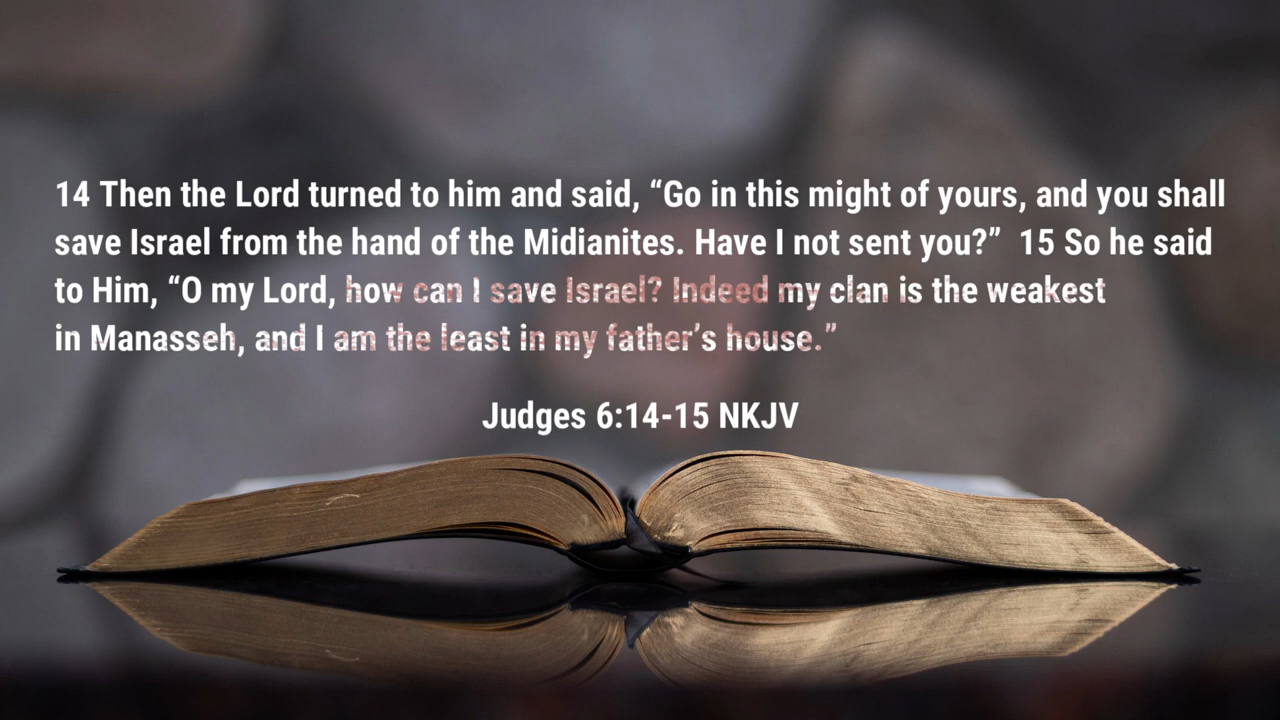 14 Then the Lord turned to him and said, “Go in this might of yours, and you shall
save Israel from the hand of the Midianites. Have I not sent you?”  15 So he said
to Him, “O my Lord, how can I save Israel? Indeed my clan is the weakest
in Manasseh, and I am the least in my father’s house.”
Judges 6:14-15 NKJV